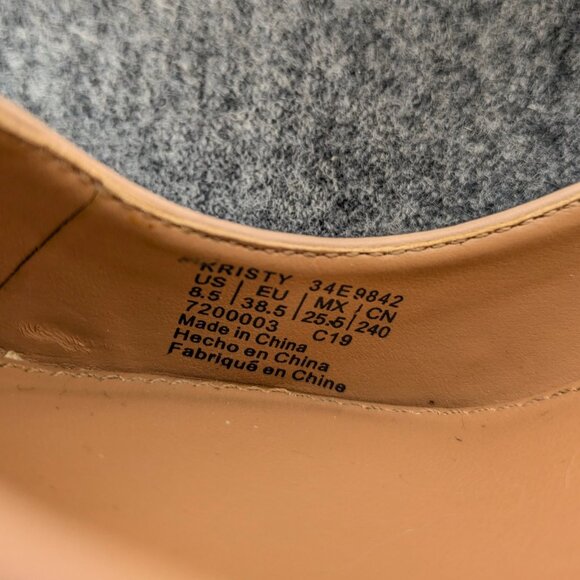 KRISTY 34E9842
US | EU | MX | CN
8.5 | 38.5 | 25.5 | 240
7200003 C19
Made in China
Hecho en China
Fabriqué en Chine